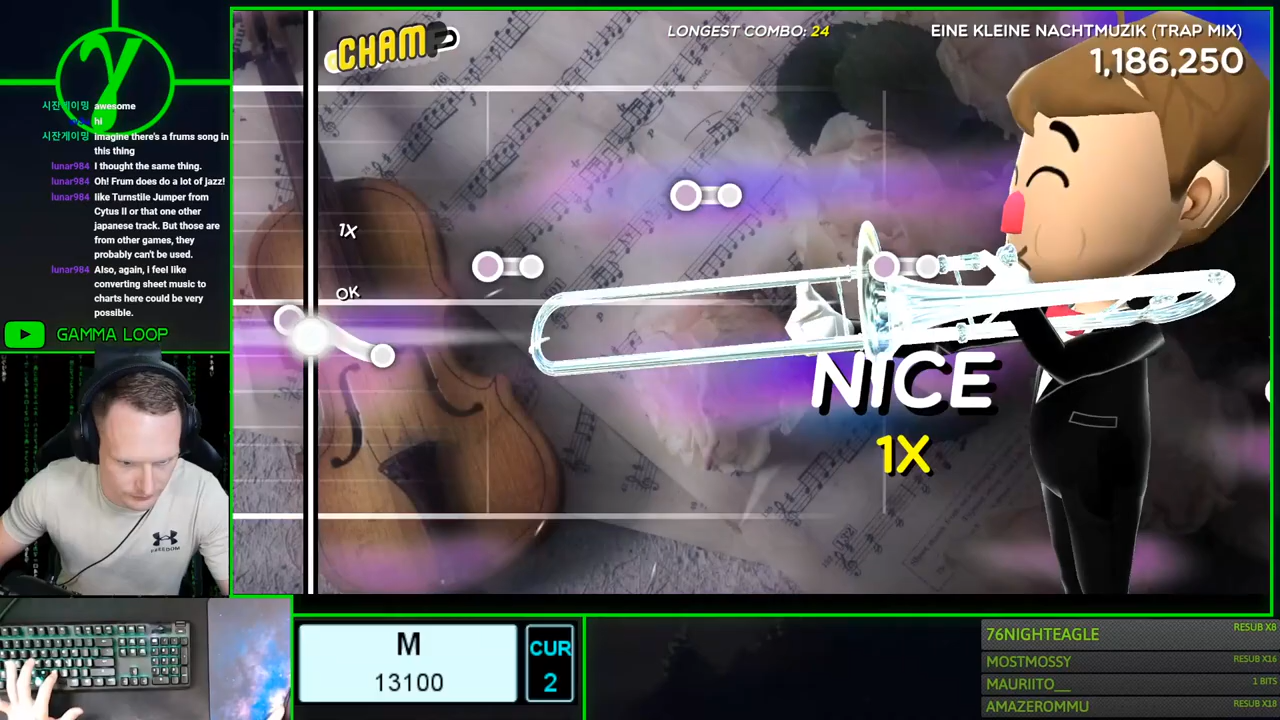 γ
시잔게이밍 awesome
hi
시잔게이밍 imagine there's a frums song in
this thing
lunar984 I thought the same thing.
lunar984 Oh! Frum does do a lot of jazz!
lunar984 like Turnstile Jumper from
Cytus II or that one other
japanese track. But those are
from other games, they
probably can't be used.
lunar984 Also, again, i feel like
converting sheet music to
charts here could be very
possible.
GAMMA LOOP
CHAMP
LONGEST COMBO: 24
EINE KLEINE NACHTMUZIK (TRAP MIX)
1,186,250
1X
OK
NICE
1X
FREEDOM
M
13100
CUR
2
76NIGHTEAGLE RESUB X8
MOSTMOSSY RESUB X16
MAURIITO__ 1 BITS
AMAZEROMMU RESUB X18